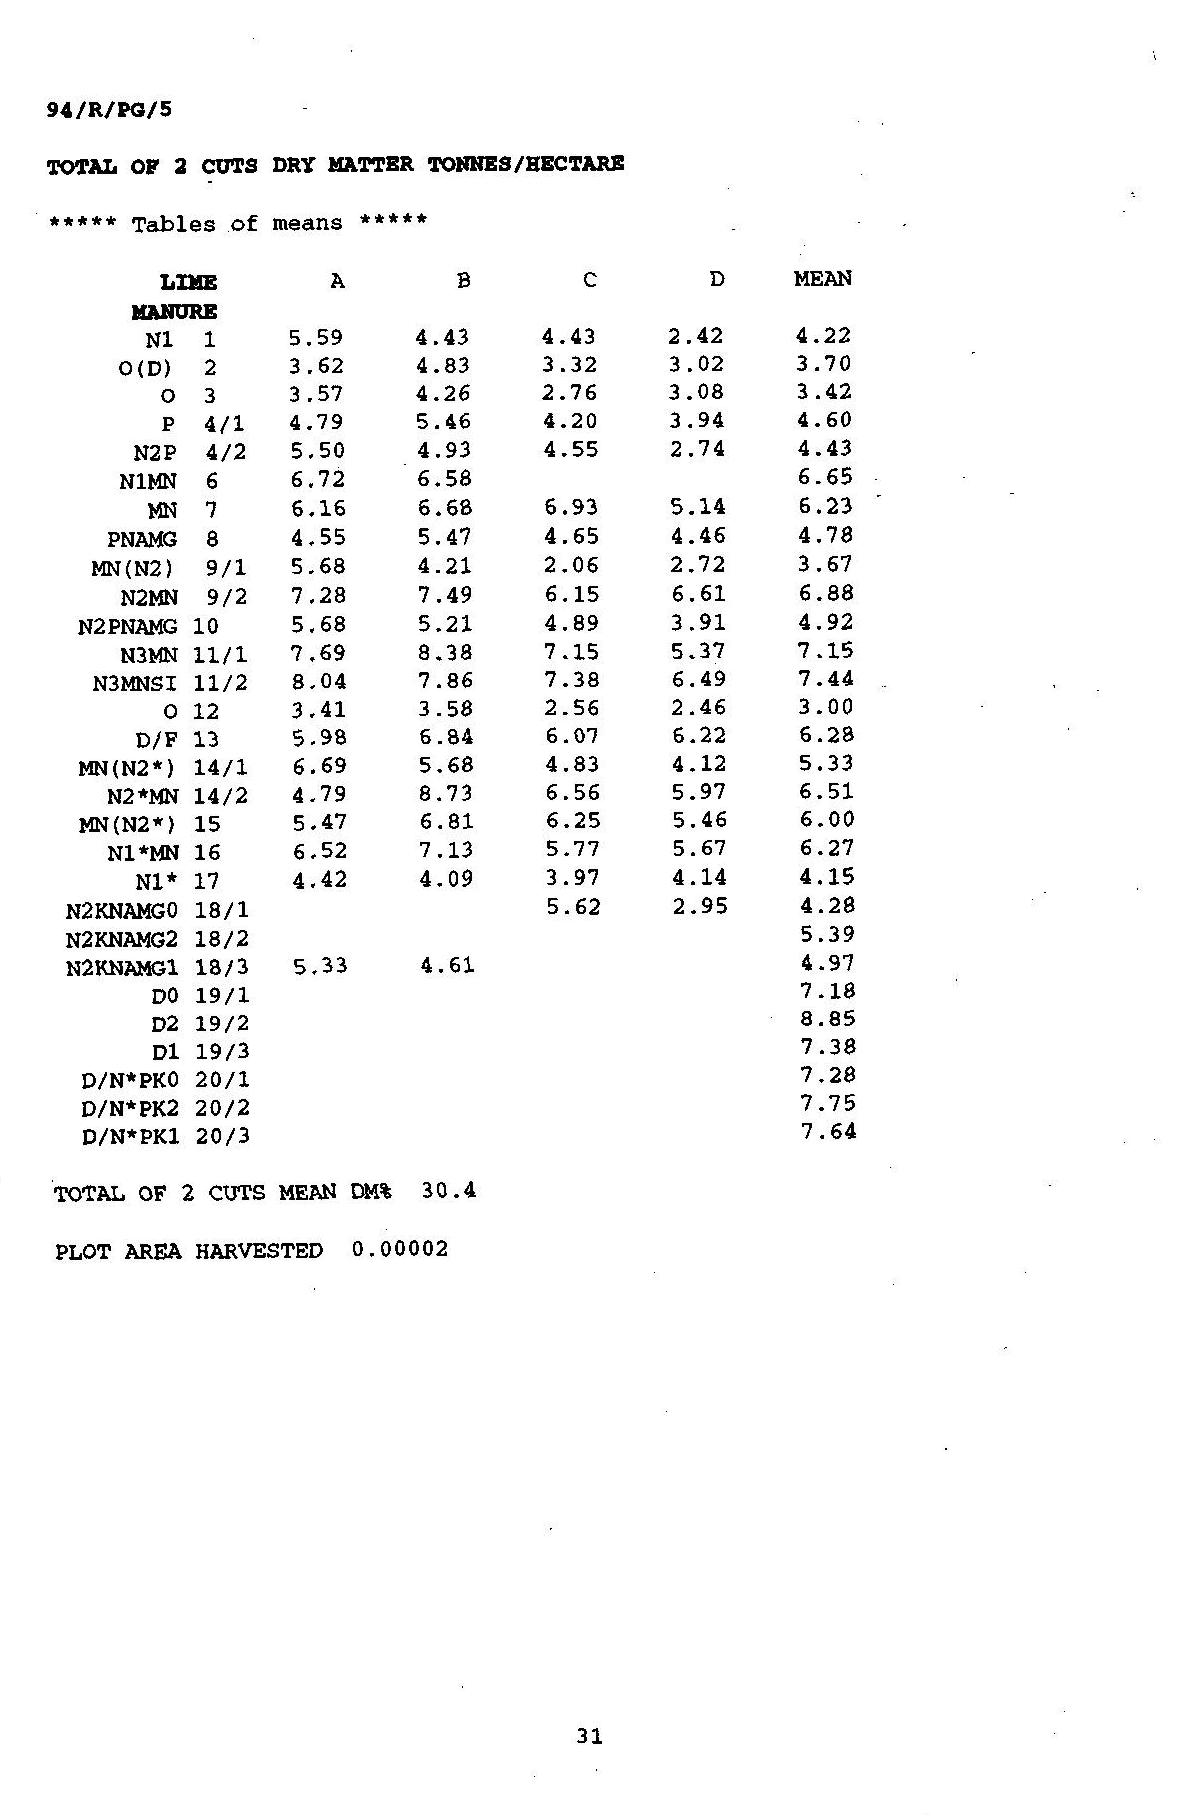 94/R/PG/5
TOTAL OF 2 CUTS DRY MATTER TONNES/HECTARE
***** Tables of means *****
LIME A B C D MEAN
MANURE
N1 1 5.59 4.43 4.43 2.42 4.22
O(D) 2 3.62 4.83 3.32 3.02 3.70
O 3 3.57 4.26 2.76 3.08 3.42
P 4/1 4.79 5.46 4.20 3.94 4.60
N2P 4/2 5.50 4.93 4.55 2.74 4.43
N1MN 6 6.72 6.58 6.65
MN 7 6.16 6.68 6.93 5.14 6.23
PNAMG 8 4.55 5.47 4.65 4.46 4.78
MN(N2) 9/1 5.68 4.21 2.06 2.72 3.67
N2MN 9/2 7.28 7.49 6.15 6.61 6.88
N2PNAMG 10 5.68 5.21 4.89 3.91 4.92
N3MN 11/1 7.69 8.38 7.15 5.37 7.15
N3MNSI 11/2 8.04 7.86 7.38 6.49 7.44
O 12 3.41 3.58 2.56 2.46 3.00
D/F 13 5.98 6.84 6.07 6.22 6.28
MN(N2*) 14/1 6.69 5.68 4.83 4.12 5.33
N2*MN 14/2 4.79 8.73 6.56 5.97 6.51
MN(N2*) 15 5.47 6.81 6.25 5.46 6.00
N1*MN 16 6.52 7.13 5.77 5.67 6.27
N1* 17 4.42 4.09 3.97 4.14 4.15
N2KNAMG0 18/1 5.62 2.95 4.28
N2KNAMG2 18/2 5.39
N2KNAMG1 18/3 5.33 4.61 4.97
D0 19/1 7.18
D2 19/2 8.85
D1 19/3 7.38
D/N*PK0 20/1 7.28
D/N*PK2 20/2 7.75
D/N*PK1 20/3 7.64
TOTAL OF 2 CUTS MEAN DM% 30.4
PLOT AREA HARVESTED 0.00002
31